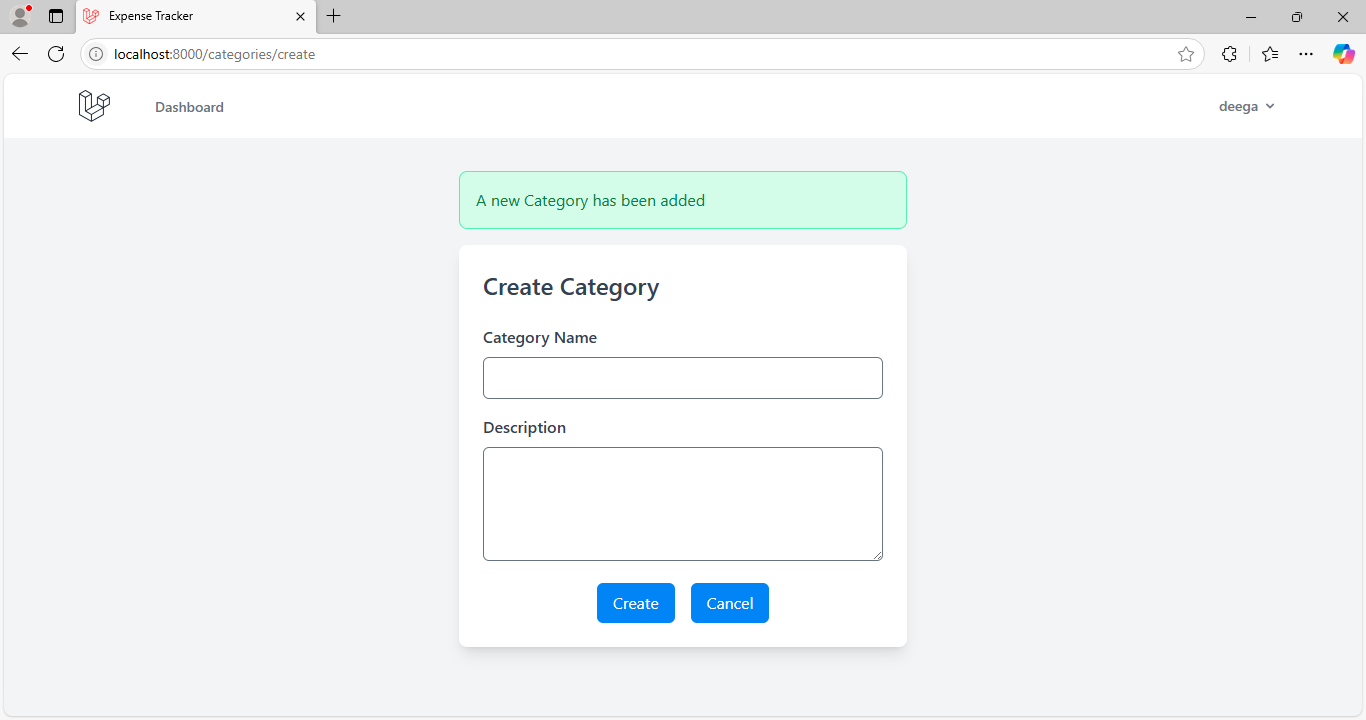 Expense Tracker
localhost:8000/categories/create
Dashboard
deega
A new Category has been added
Create Category
Category Name
Description
Create Cancel